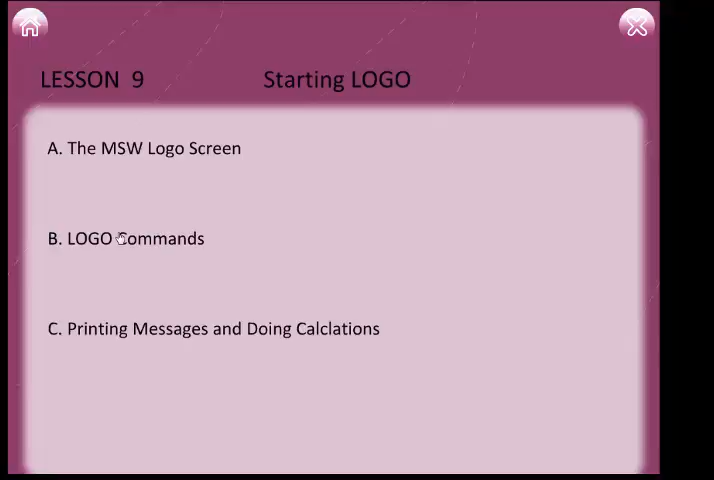 LESSON 9 Starting LOGO
A. The MSW Logo Screen
B. LOGO Commands
C. Printing Messages and Doing Calclations